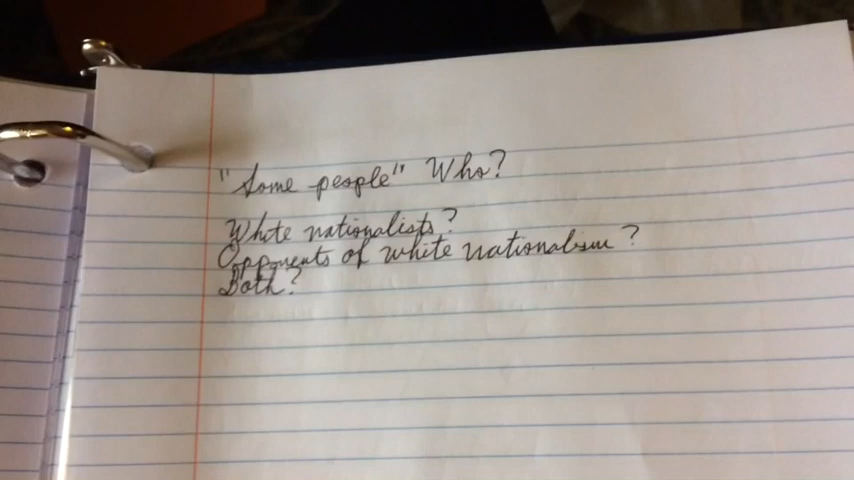 "Some people" Who?
White nationalists?
Opponents of white nationalism?
Both?